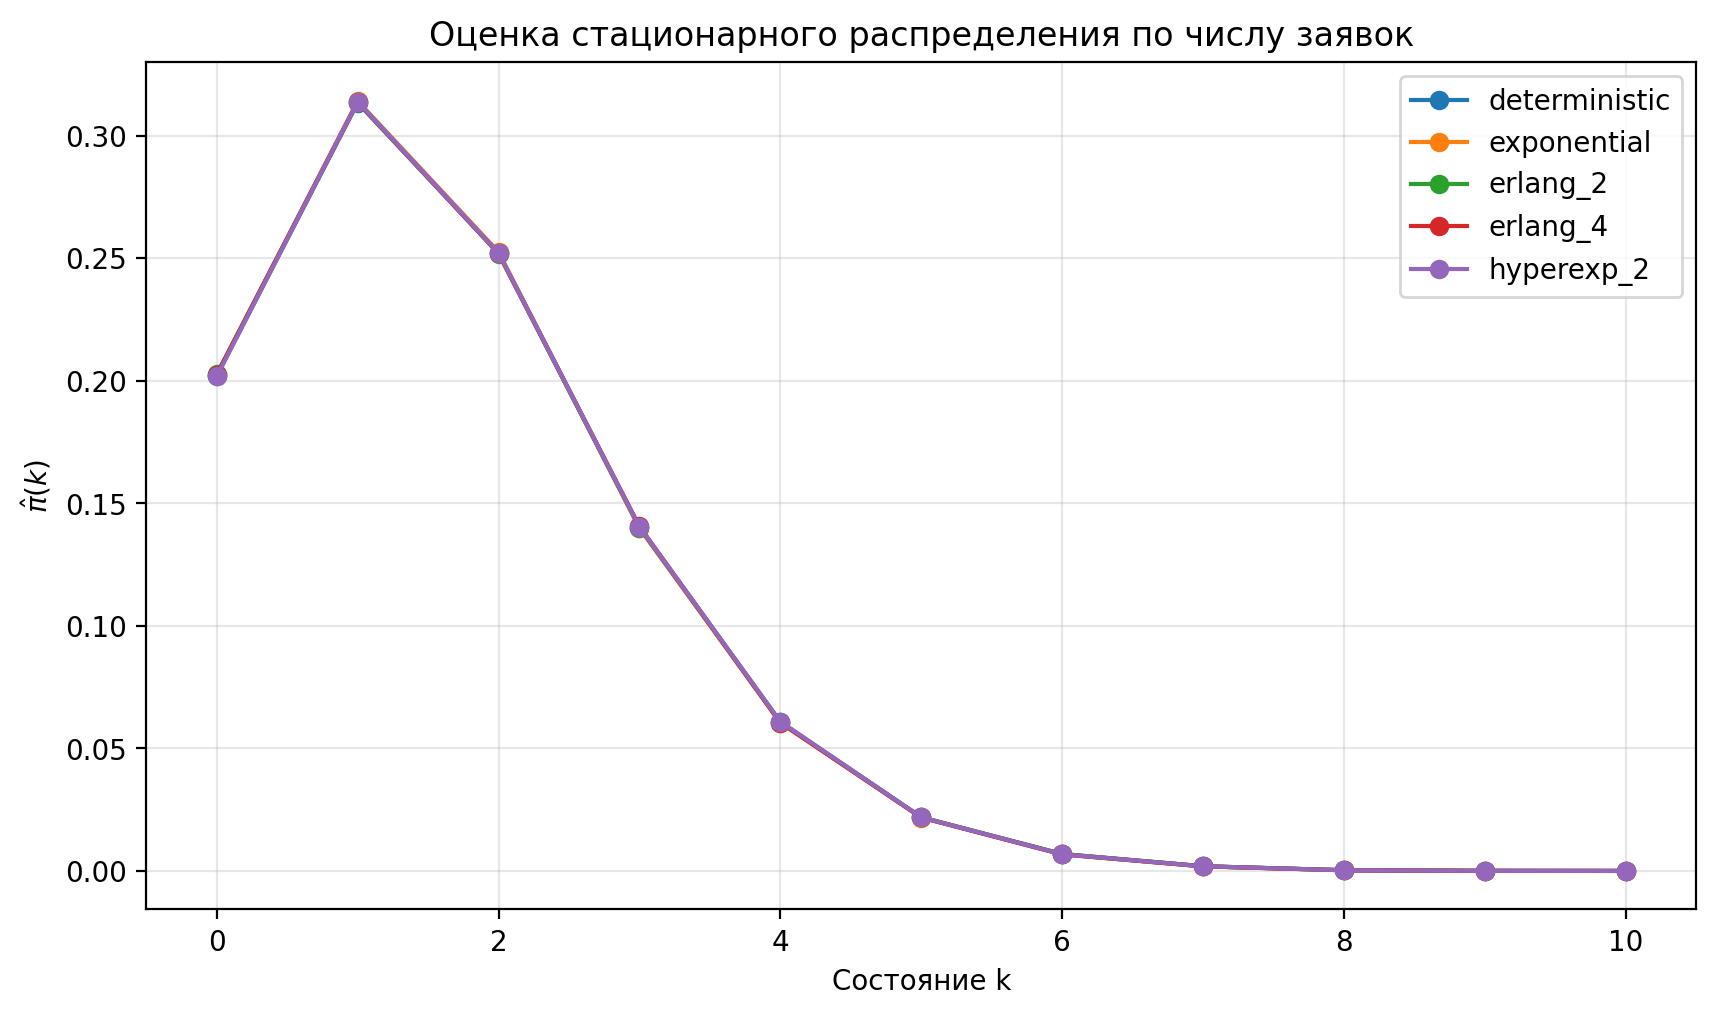 Оценка стационарного распределения по числу заявок
deterministic
exponential
erlang_2
erlang_4
hyperexp_2
0.30
0.25
0.20
0.15
0.10
0.05
0.00
π̂(k)
0 2 4 6 8 10
Состояние k